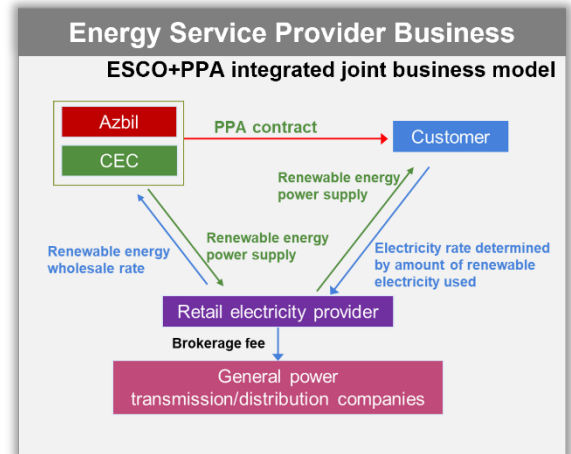 Energy Service Provider Business
ESCO+PPA integrated joint business model
Azbil
CEC
PPA contract
Customer
Renewable energy
power supply
Renewable energy
power supply
Renewable energy
wholesale rate
Electricity rate determined
by amount of renewable
electricity used
Retail electricity provider
Brokerage fee
General power
transmission/distribution companies